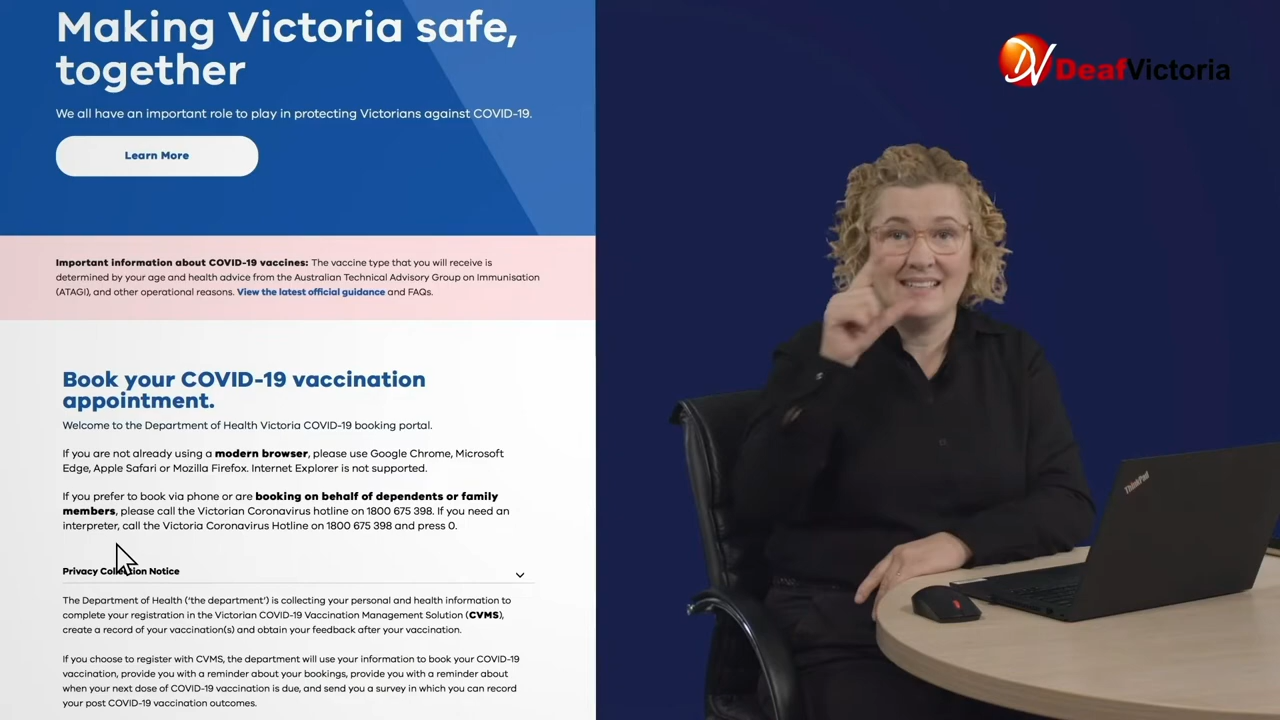 Making Victoria safe,
together
We all have an important role to play in protecting Victorians against COVID-19.
Learn More
Important information about COVID-19 vaccines: The vaccine type that you will receive is
determined by your age and health advice from the Australian Technical Advisory Group on Immunisation
(ATAGI), and other operational reasons. View the latest official guidance and FAQs.
Book your COVID-19 vaccination
appointment.
Welcome to the Department of Health Victoria COVID-19 booking portal.
If you are not already using a modern browser, please use Google Chrome, Microsoft
Edge, Apple Safari or Mozilla Firefox. Internet Explorer is not supported.
If you prefer to book via phone or are booking on behalf of dependents or family
members, please call the Victorian Coronavirus hotline on 1800 675 398. If you need an
interpreter, call the Victoria Coronavirus Hotline on 1800 675 398 and press 0.
Privacy Collection Notice
The Department of Health ('the department') is collecting your personal and health information to
complete your registration in the Victorian COVID-19 Vaccination Management Solution (CVMS),
create a record of your vaccination(s) and obtain your feedback after your vaccination.
If you choose to register with CVMS, the department will use your information to book your COVID-19
vaccination, provide you with a reminder about your bookings, provide you with a reminder about
when your next dose of COVID-19 vaccination is due, and send you a survey in which you can record
your post COVID-19 vaccination outcomes.
DV DeafVictoria
ThinkPad